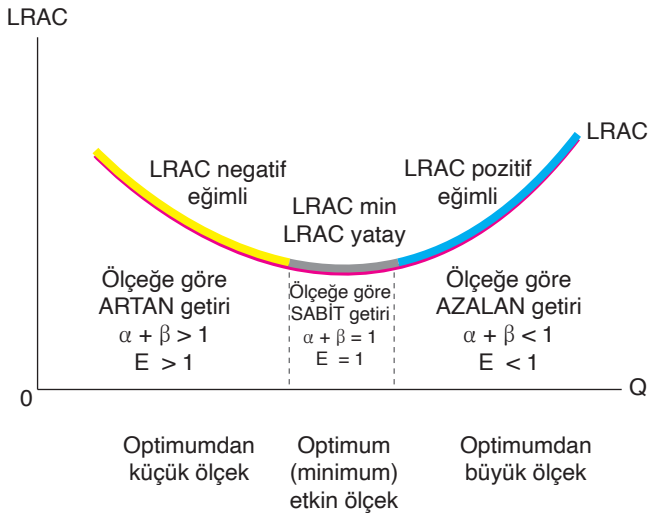 LRAC
LRAC
LRAC negatif
eğimli
LRAC pozitif
eğimli
LRAC min
LRAC yatay
Ölçeğe göre
ARTAN getiri
α + β > 1
E > 1
Ölçeğe göre
SABİT getiri
α + β = 1
E = 1
Ölçeğe göre
AZALAN getiri
α + β < 1
E < 1
0
Q
Optimumdan
küçük ölçek
Optimum
(minimum)
etkin ölçek
Optimumdan
büyük ölçek